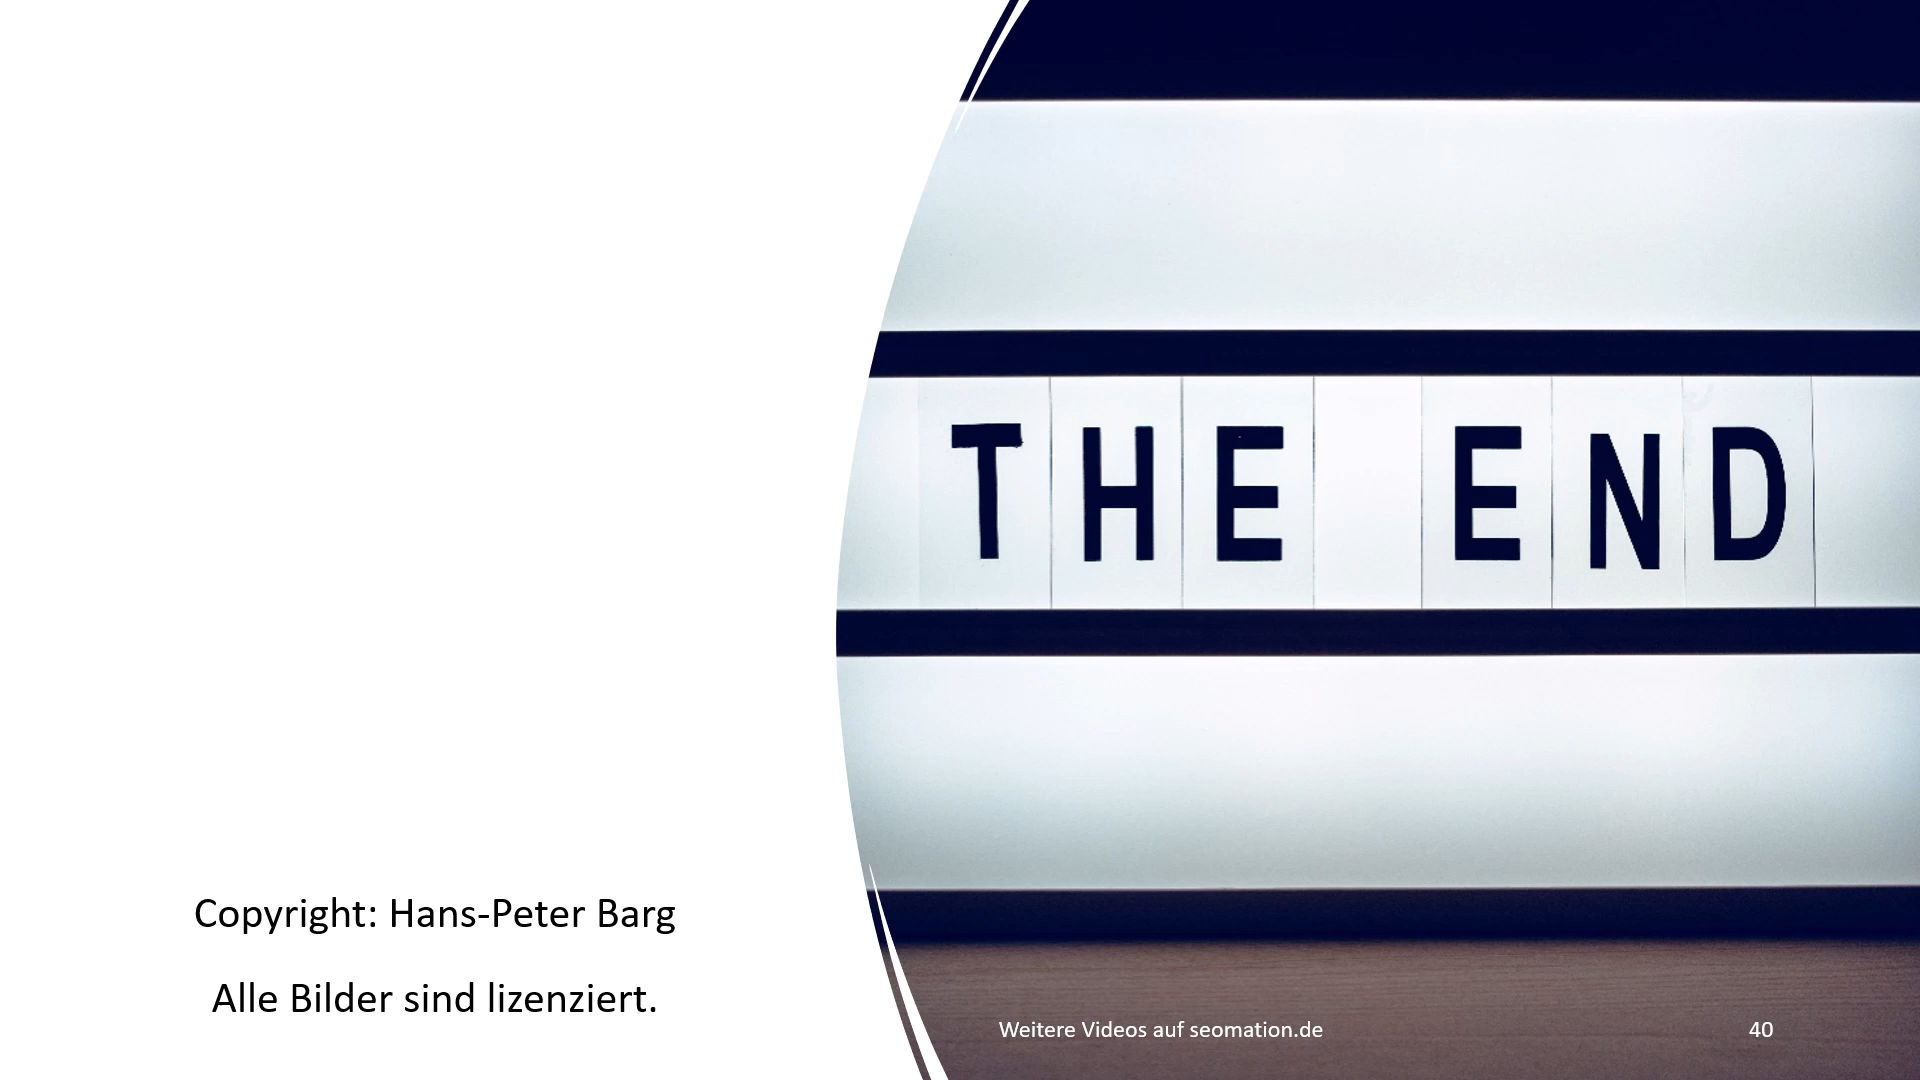 THE END
Copyright: Hans-Peter Barg
Alle Bilder sind lizenziert.
Weitere Videos auf seomation.de
40